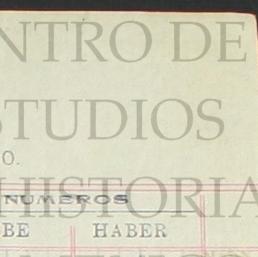 NTRO DE
STUDIOS
O.
HISTORIA
NUMEROS
BE HABER